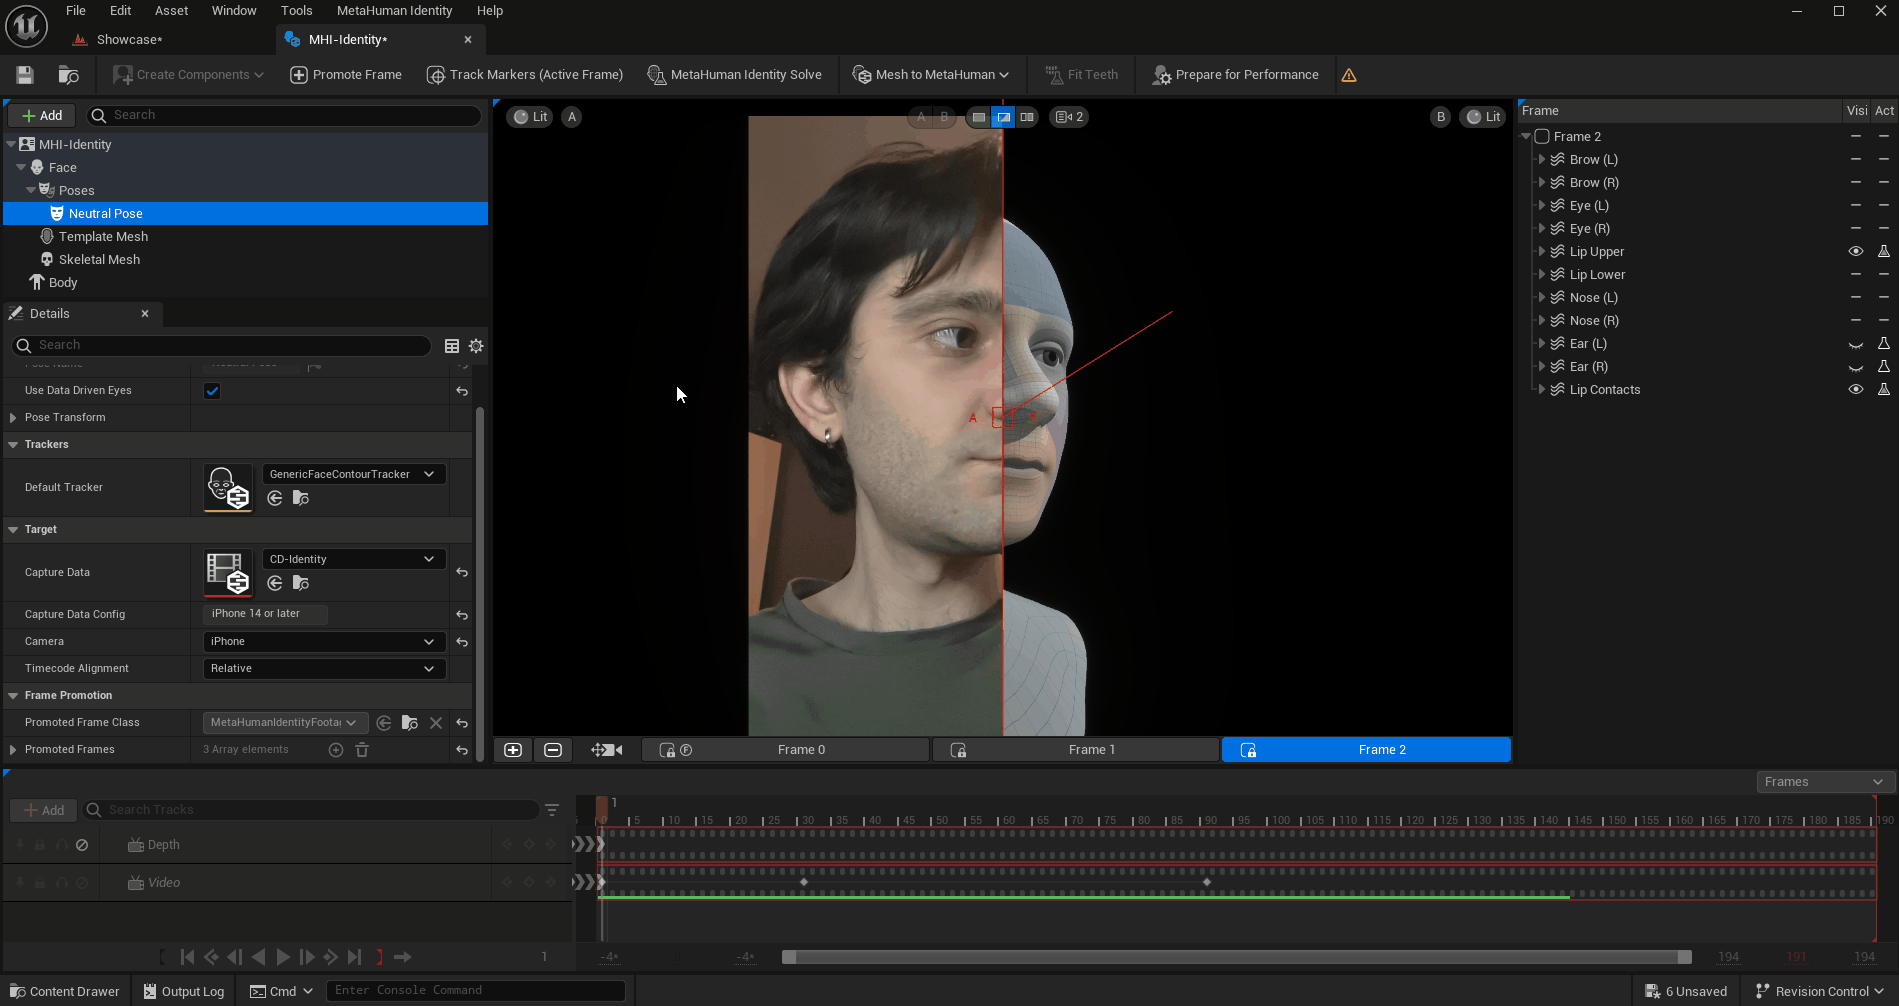 File Edit Asset Window Tools MetaHuman Identity Help
Showcase*
MHI-Identity*
Create Components
Promote Frame
Track Markers (Active Frame)
MetaHuman Identity Solve
Mesh to MetaHuman
Fit Teeth
Prepare for Performance
Add
Search
MHI-Identity
Face
Poses
Neutral Pose
Template Mesh
Skeletal Mesh
Body
Details
Search
Use Data Driven Eyes
Pose Transform
Trackers
Default Tracker
GenericFaceContourTracker
Target
Capture Data
CD-Identity
Capture Data Config
iPhone 14 or later
Camera
iPhone
Timecode Alignment
Relative
Frame Promotion
Promoted Frame Class
MetaHumanIdentityFoota
Promoted Frames
3 Array elements
Lit
A
A B
2
B
Lit
A
Frame 0
Frame 1
Frame 2
Frame
Visi
Act
Frame 2
Brow (L)
Brow (R)
Eye (L)
Eye (R)
Lip Upper
Lip Lower
Nose (L)
Nose (R)
Ear (L)
Ear (R)
Lip Contacts
Frames
Add
Search Tracks
1
0 5 10 15 20 25 30 35 40 45 50 55 60 65 70 75 80 85 90 95 100 105 110 115 120 125 130 135 140 145 150 155 160 165 170 175 180 185 190
Depth
Video
1
-4*
-4*
194
191
194
Content Drawer
Output Log
Cmd
Enter Console Command
6 Unsaved
Revision Control